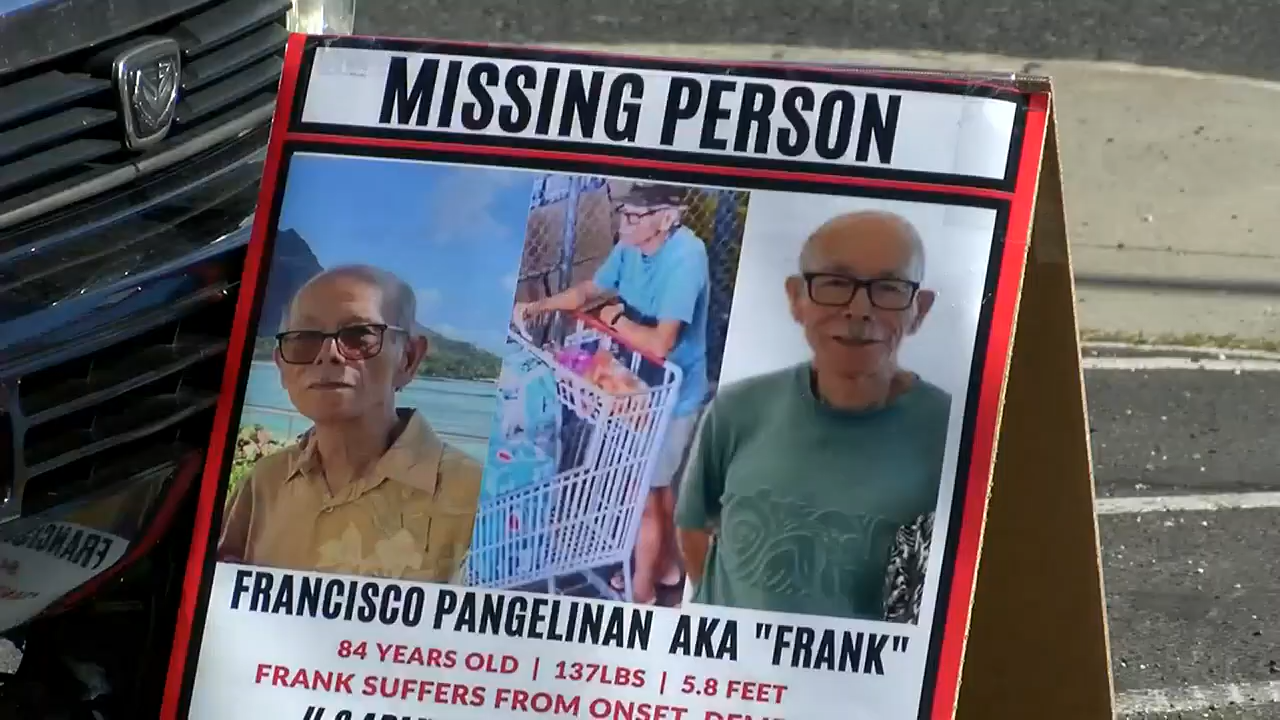 MISSING PERSON
FRANCISCO PANGELINAN AKA "FRANK"
84 YEARS OLD | 137LBS | 5.8 FEET
FRANK SUFFERS FROM ONSET